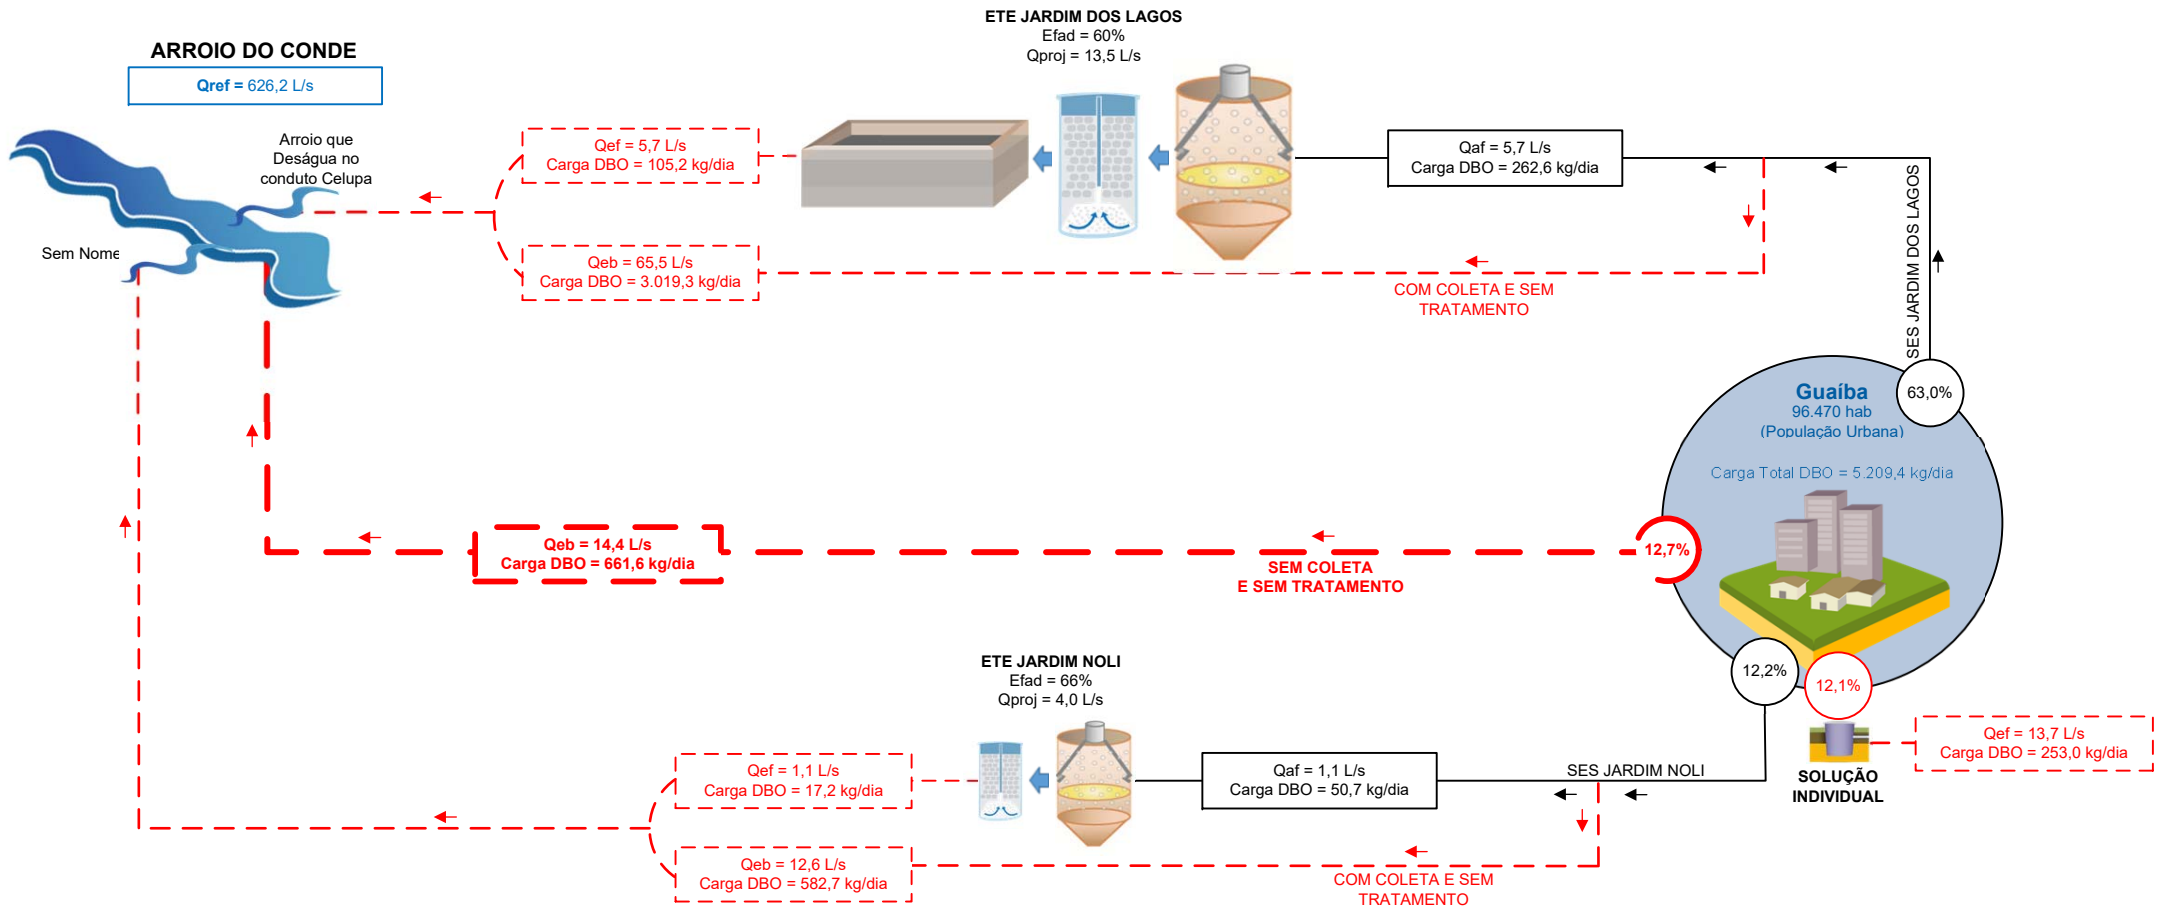 ETE JARDIM DOS LAGOS
Efad = 60%
Qproj = 13,5 L/s
ARROIO DO CONDE
Qref = 626,2 L/s
Arroio que
Deságua no
conduto Celupa
Sem Nome
Qef = 5,7 L/s
Carga DBO = 105,2 kg/dia
Qaf = 5,7 L/s
Carga DBO = 262,6 kg/dia
Qeb = 65,5 L/s
Carga DBO = 3.019,3 kg/dia
COM COLETA E SEM
TRATAMENTO
SES JARDIM DOS LAGOS
63,0%
Guaíba
96.470 hab
(População Urbana)
Carga Total DBO = 5.209,4 kg/dia
12,7%
Qeb = 14,4 L/s
Carga DBO = 661,6 kg/dia
SEM COLETA
E SEM TRATAMENTO
12,2%
12,1%
ETE JARDIM NOLI
Efad = 66%
Qproj = 4,0 L/s
Qef = 1,1 L/s
Carga DBO = 17,2 kg/dia
Qaf = 1,1 L/s
Carga DBO = 50,7 kg/dia
SES JARDIM NOLI
SOLUÇÃO
INDIVIDUAL
Qef = 13,7 L/s
Carga DBO = 253,0 kg/dia
Qeb = 12,6 L/s
Carga DBO = 582,7 kg/dia
COM COLETA E SEM
TRATAMENTO